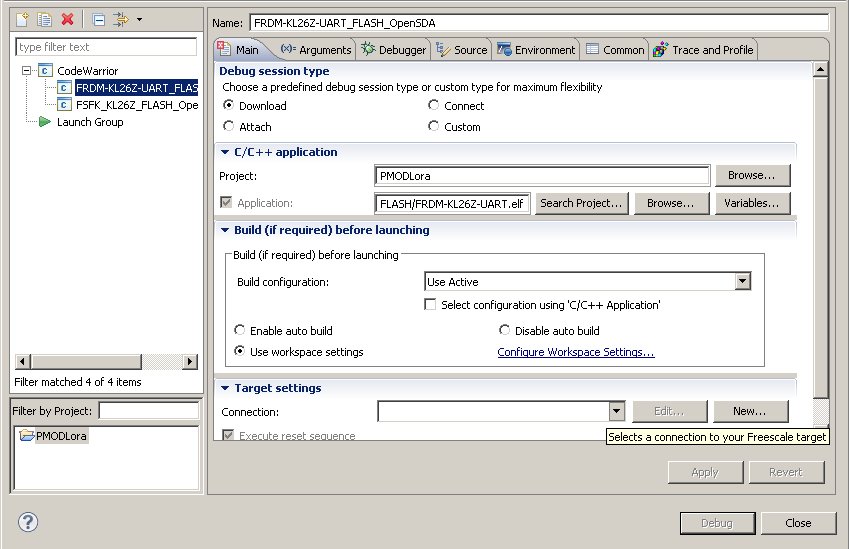 Name: FRDM-KL26Z-UART_FLASH_OpenSDA
type filter text
CodeWarrior
FRDM-KL26Z-UART_FLAS
FSFK_KL26Z_FLASH_Ope
Launch Group
Filter matched 4 of 4 items
Filter by Project:
PMODLora
Main (x)= Arguments Debugger Source Environment Common Trace and Profile
Debug session type
Choose a predefined debug session type or custom type for maximum flexibility
Download Connect
Attach Custom
C/C++ application
Project: PMODLora Browse...
Application: FLASH/FRDM-KL26Z-UART.elf Search Project... Browse... Variables...
Build (if required) before launching
Build (if required) before launching
Build configuration: Use Active
Select configuration using 'C/C++ Application'
Enable auto build Disable auto build
Use workspace settings Configure Workspace Settings...
Target settings
Connection: Edit... New...
Execute reset sequence
Selects a connection to your Freescale target
Apply Revert
? Debug Close